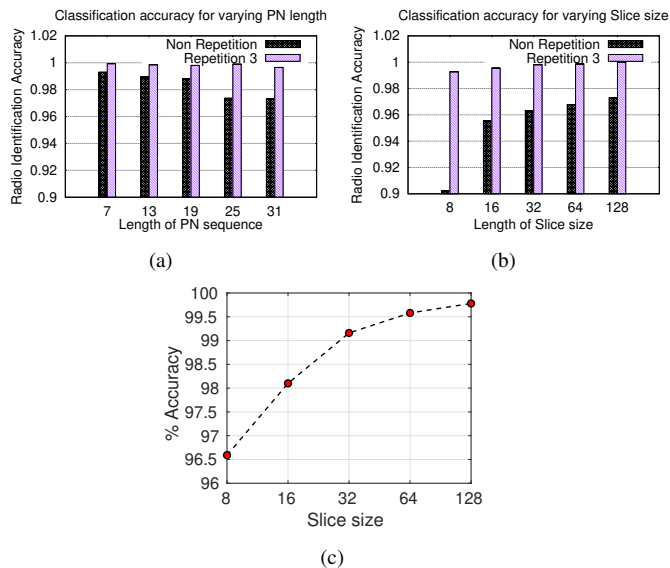 Classification accuracy for varying PN length
Radio Identification Accuracy
1.02
1
0.98
0.96
0.94
0.92
0.9
Non Repetition
Repetition 3
7 13 19 25 31
Length of PN sequence
(a)
Classification accuracy for varying Slice size
Radio Identification Accuracy
1.02
1
0.98
0.96
0.94
0.92
0.9
Non Repetition
Repetition 3
8 16 32 64 128
Length of Slice size
(b)
% Accuracy
100
99.5
99
98.5
98
97.5
97
96.5
96
8 16 32 64 128
Slice size
(c)